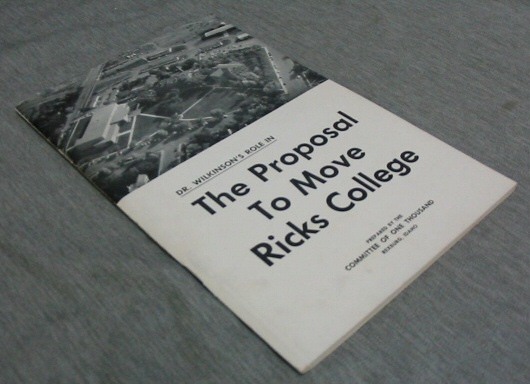 DR. WILKINSON'S ROLE IN
The Proposal
To Move
Ricks College
PREPARED BY THE
COMMITTEE OF ONE THOUSAND
REXBURG, IDAHO